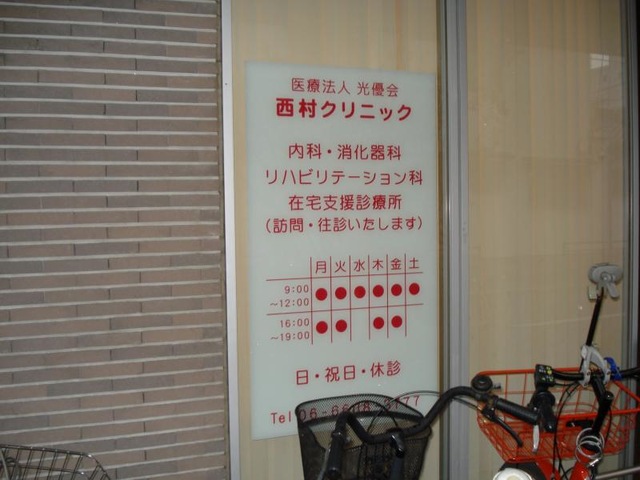 医療法人 光優会
西村クリニック
内科・消化器科
リハビリテーション科
在宅支援診療所
(訪問・往診いたします)
月 火 水 木 金 土
9:00 ● ● ● ● ● ●
～12:00
16:00 ● ● ● ●
～19:00
日・祝日・休診
Tel 06-